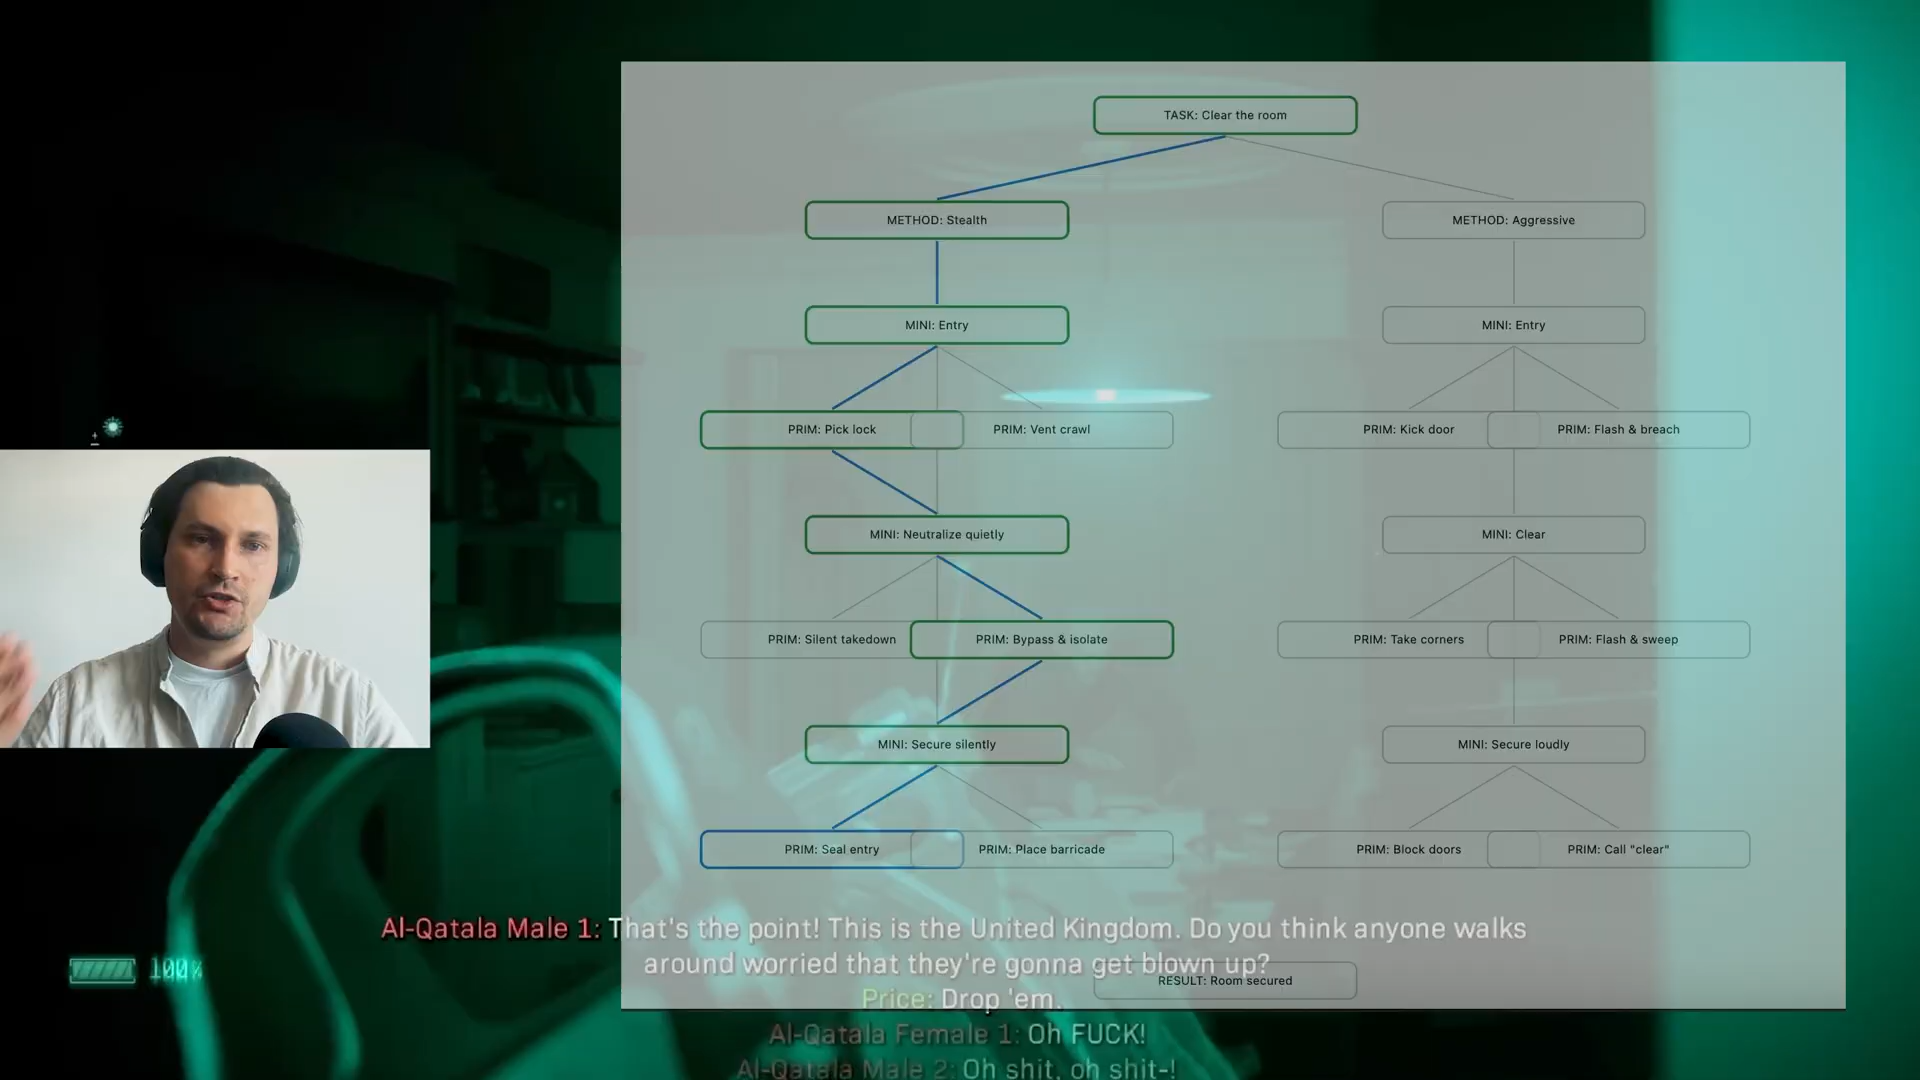 TASK: Clear the room
METHOD: Stealth
METHOD: Aggressive
MINI: Entry
MINI: Entry
PRIM: Pick lock
PRIM: Vent crawl
PRIM: Kick door
PRIM: Flash & breach
MINI: Neutralize quietly
MINI: Clear
PRIM: Silent takedown
PRIM: Bypass & isolate
PRIM: Take corners
PRIM: Flash & sweep
MINI: Secure silently
MINI: Secure loudly
PRIM: Seal entry
PRIM: Place barricade
PRIM: Block doors
PRIM: Call "clear"
Al-Qatala Male 1: That's the point! This is the United Kingdom. Do you think anyone walks
around worried that they're gonna get blown up?
100%
RESULT: Room secured
Price: Drop 'em.
Al-Qatala Female 1: Oh FUCK!
Al-Qatala Male 2: Oh shit, oh shit-!